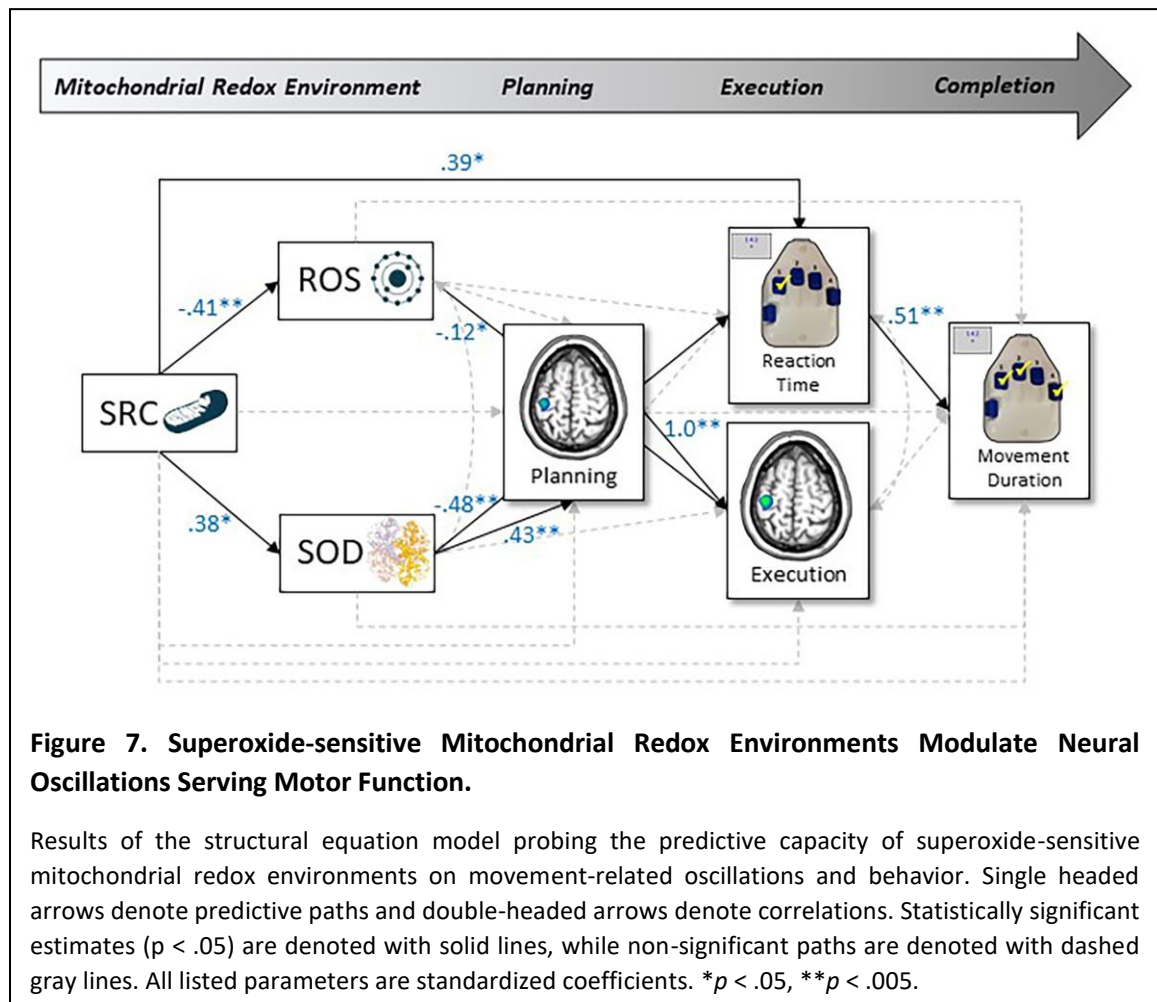 Mitochondrial Redox Environment Planning Execution Completion
.39*
ROS
-.41**
-.12*
.51**
Reaction
Time
SRC
1.0**
Planning
Movement
Duration
.38*
-.48**
SOD
.43**
Execution
Figure 7. Superoxide-sensitive Mitochondrial Redox Environments Modulate Neural
Oscillations Serving Motor Function.
Results of the structural equation model probing the predictive capacity of superoxide-sensitive
mitochondrial redox environments on movement-related oscillations and behavior. Single headed
arrows denote predictive paths and double-headed arrows denote correlations. Statistically significant
estimates (p < .05) are denoted with solid lines, while non-significant paths are denoted with dashed
gray lines. All listed parameters are standardized coefficients. *p < .05, **p < .005.